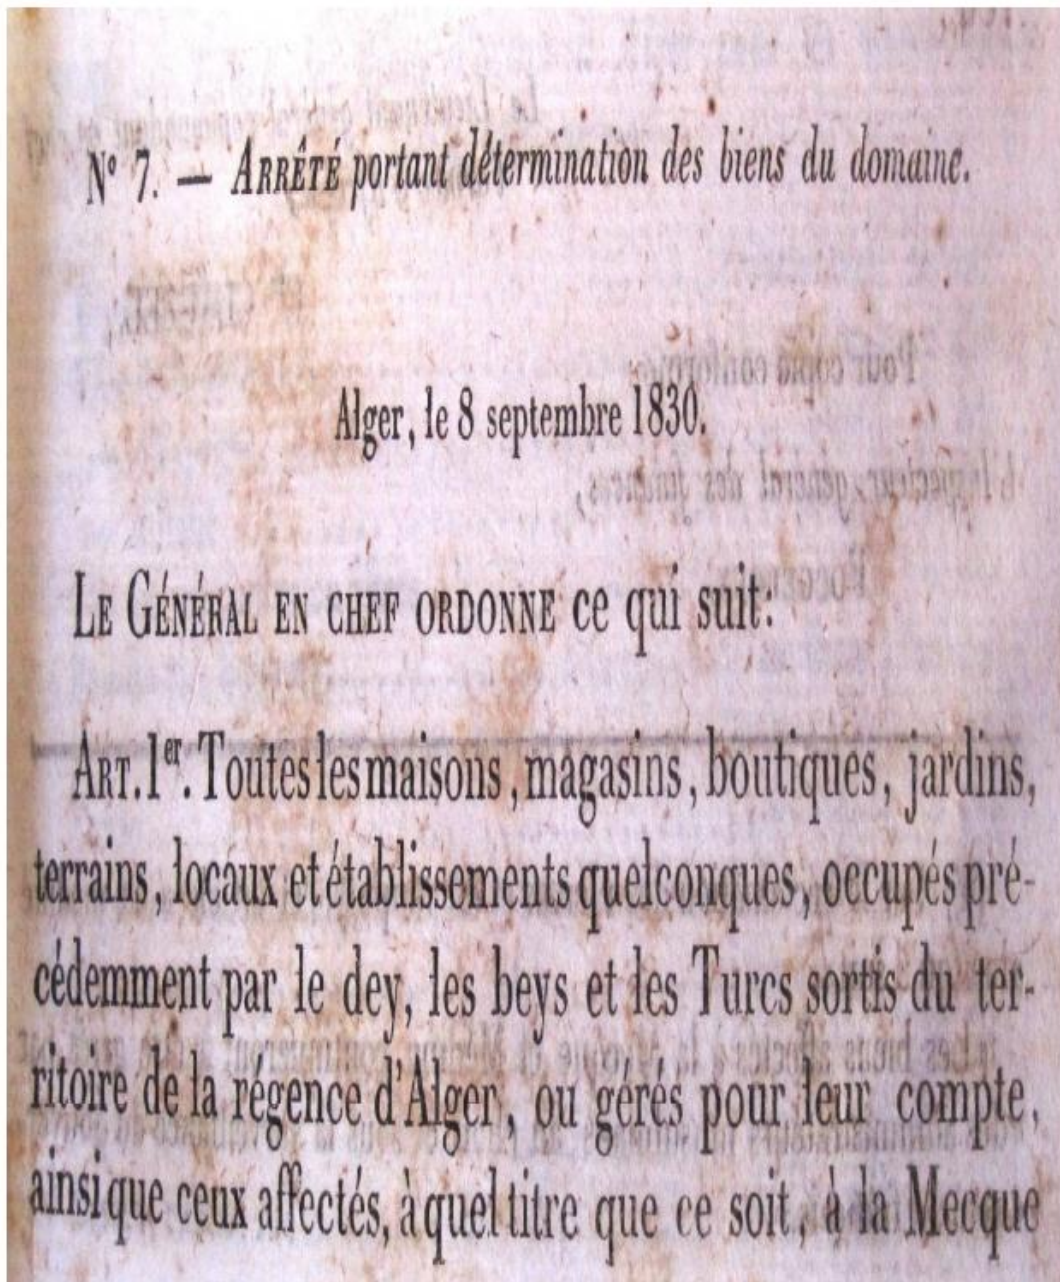 N° 7. — ARRÊTÉ portant détermination des biens du domaine.
Alger, le 8 septembre 1830.
LE GÉNÉRAL EN CHEF ORDONNE ce qui suit:
ART. 1er. Toutes les maisons, magasins, boutiques, jardins,
terrains, locaux et établissements quelconques, occupés pré-
cédemment par le dey, les beys et les Turcs sortis du ter-
ritoire de la régence d'Alger, ou gérés pour leur compte,
ainsi que ceux affectés, à quel titre que ce soit, à la Mecque